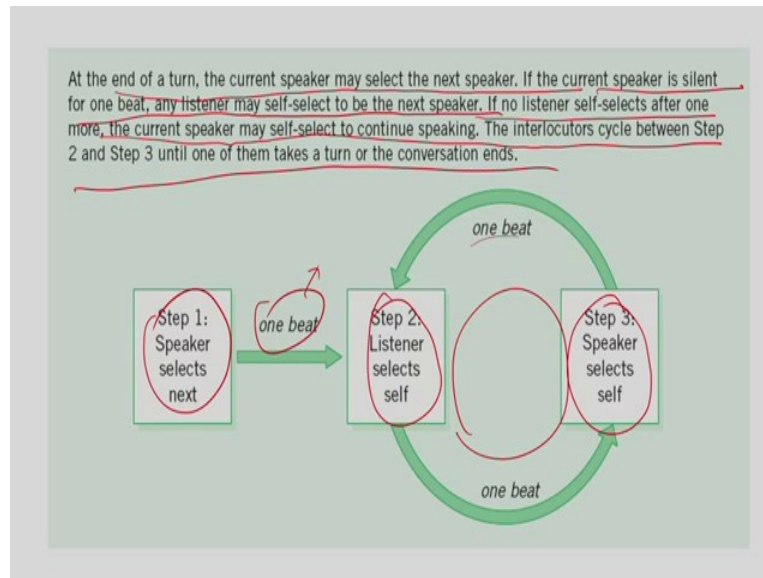 At the end of a turn, the current speaker may select the next speaker. If the current speaker is silent
for one beat, any listener may self-select to be the next speaker. If no listener self-selects after one
more, the current speaker may self-select to continue speaking. The interlocutors cycle between Step
2 and Step 3 until one of them takes a turn or the conversation ends.
one beat
Step 1:
Speaker
selects
next
one beat
Step 2:
Listener
selects
self
Step 3:
Speaker
selects
self
one beat